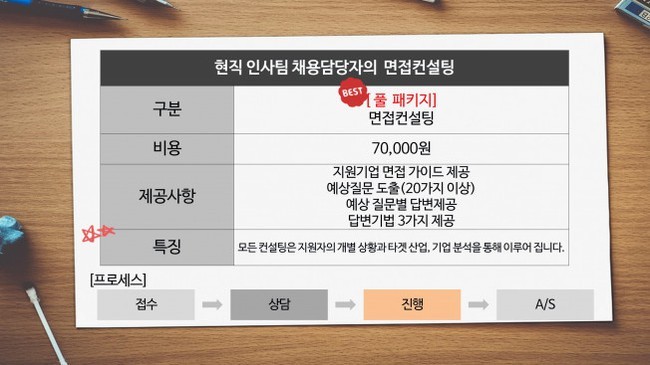 현직 인사팀 채용담당자의 면접컨설팅
구분
BEST
[ 풀 패키지]
면접컨설팅
비용
70,000원
제공사항
지원기업 면접 가이드 제공
예상질문 도출(20가지 이상)
예상 질문별 답변제공
답변기법 3가지 제공
특징
모든 컨설팅은 지원자의 개별 상황과 타겟 산업, 기업 분석을 통해 이루어 집니다.
[프로세스]
접수
상담
진행
A/S